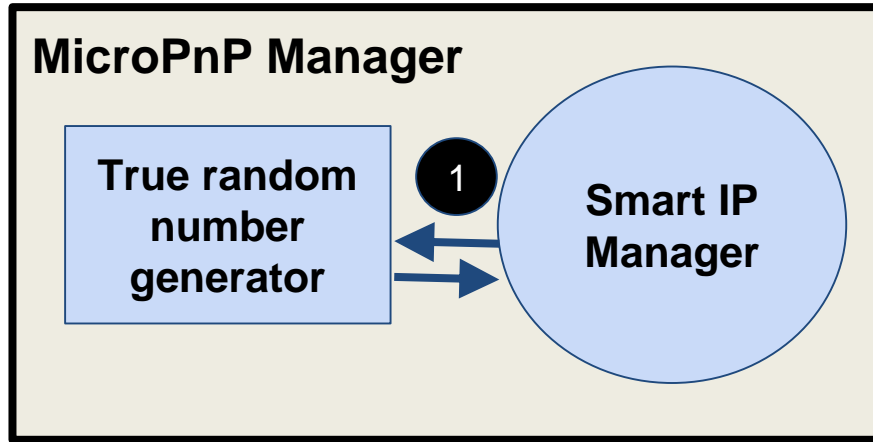 MicroPnP Manager
True random
number
generator
1
Smart IP
Manager